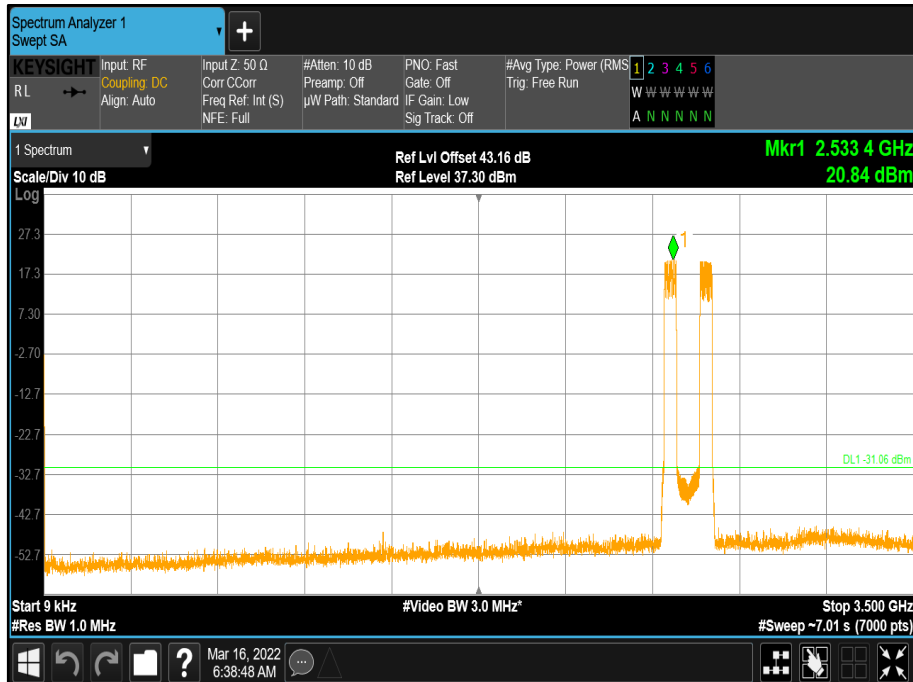 Spectrum Analyzer 1
Swept SA
+
KEYSIGHT
RL
LXI
Input: RF
Coupling: DC
Align: Auto
Input Z: 50 Ω
Corr CCorr
Freq Ref: Int (S)
NFE: Full
#Atten: 10 dB
Preamp: Off
µW Path: Standard
PNO: Fast
Gate: Off
IF Gain: Low
Sig Track: Off
#Avg Type: Power (RMS
Trig: Free Run
1 2 3 4 5 6
W W W W W W
A N N N N N
1 Spectrum
Scale/Div 10 dB
Ref Lvl Offset 43.16 dB
Ref Level 37.30 dBm
Mkr1 2.533 4 GHz
20.84 dBm
Log
27.3
17.3
7.30
-2.70
-12.7
-22.7
-32.7
-42.7
-52.7
1
DL1 -31.06 dBm
Start 9 kHz
#Res BW 1.0 MHz
#Video BW 3.0 MHz*
Stop 3.500 GHz
#Sweep ~7.01 s (7000 pts)
?
Mar 16, 2022
6:38:48 AM